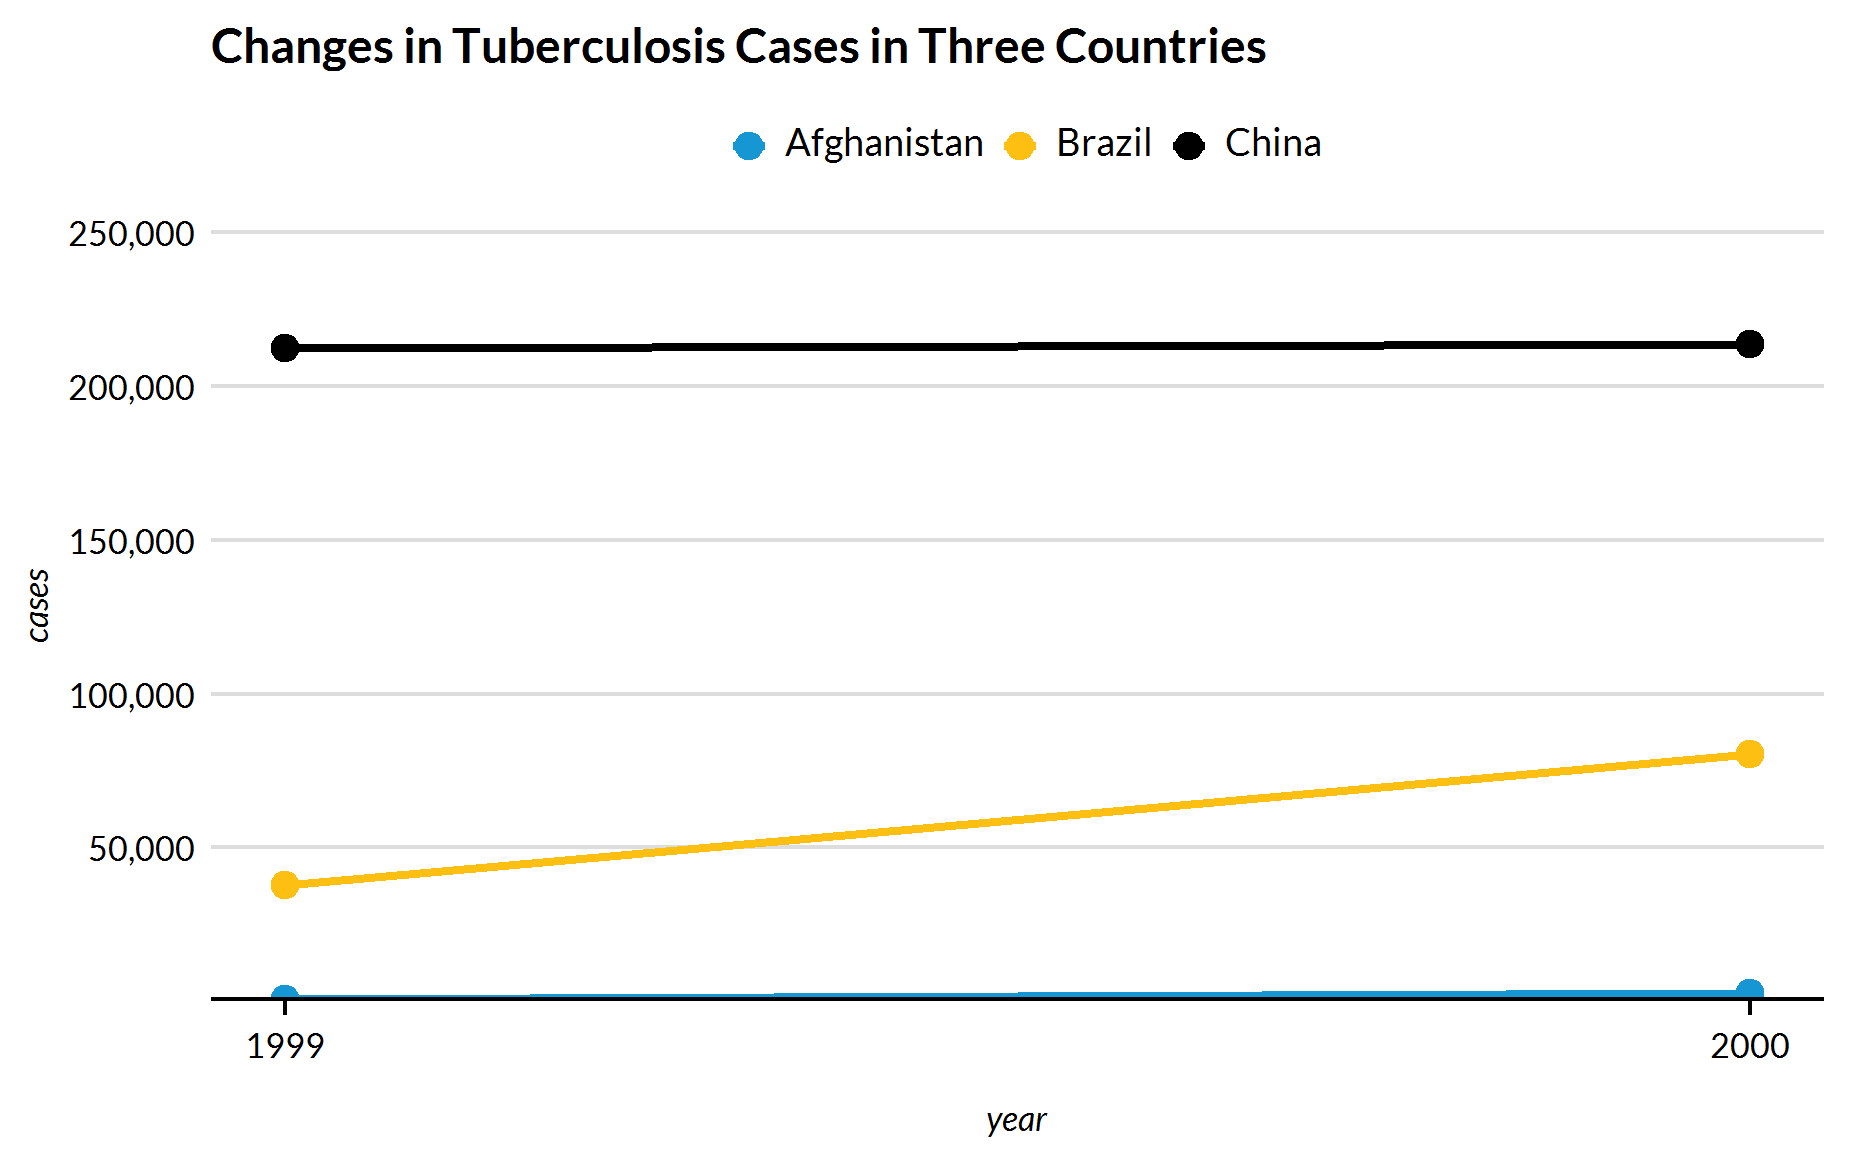 Changes in Tuberculosis Cases in Three Countries
Afghanistan Brazil China
250,000
200,000
150,000
100,000
50,000
cases
1999 2000
year